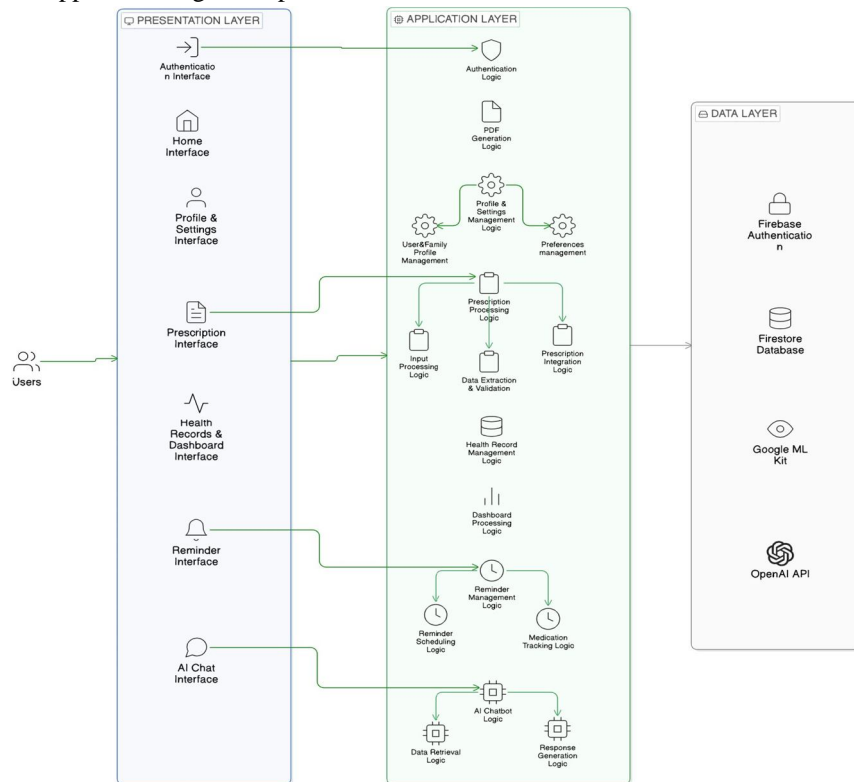 PRESENTATION LAYER
Authenticatio
n Interface
Home
Interface
Profile &
Settings
Interface
Prescription
Interface
Health
Records &
Dashboard
Interface
Reminder
Interface
AI Chat
Interface
Users
APPLICATION LAYER
Authentication
Logic
PDF
Generation
Logic
Profile &
Settings
Management
Logic
User&Family
Profile
Management
Preferences
management
Prescription
Processing
Logic
Input
Processing
Logic
Data Extraction
& Validation
Prescription
Integration
Logic
Health Record
Management
Logic
Dashboard
Processing
Logic
Reminder
Management
Logic
Reminder
Scheduling
Logic
Medication
Tracking Logic
AI Chatbot
Logic
Data Retrieval
Logic
Response
Generation
Logic
DATA LAYER
Firebase
Authenticatio
n
Firestore
Database
Google ML
Kit
OpenAI API